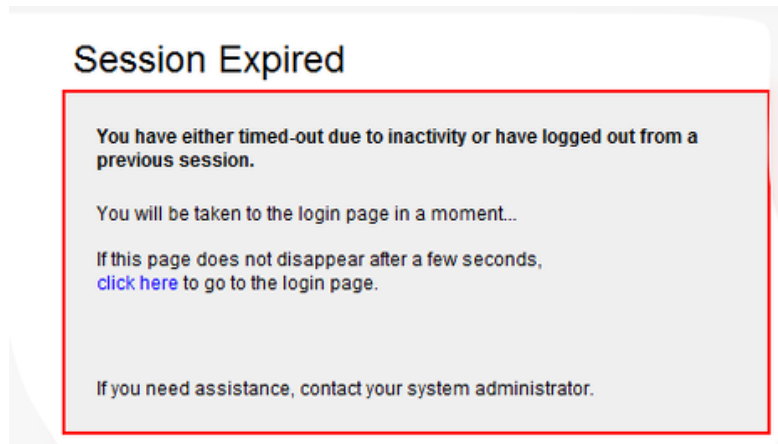 Session Expired
You have either timed-out due to inactivity or have logged out from a
previous session.
You will be taken to the login page in a moment...
If this page does not disappear after a few seconds,
click here to go to the login page.
If you need assistance, contact your system administrator.